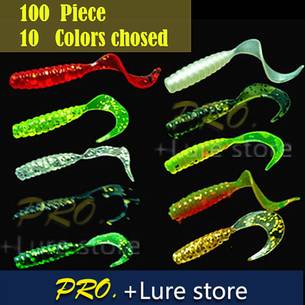 100 Piece
10 Colors chosed
PRO.
+Lure store
PRO.
+Lure store
PRO. +Lure store